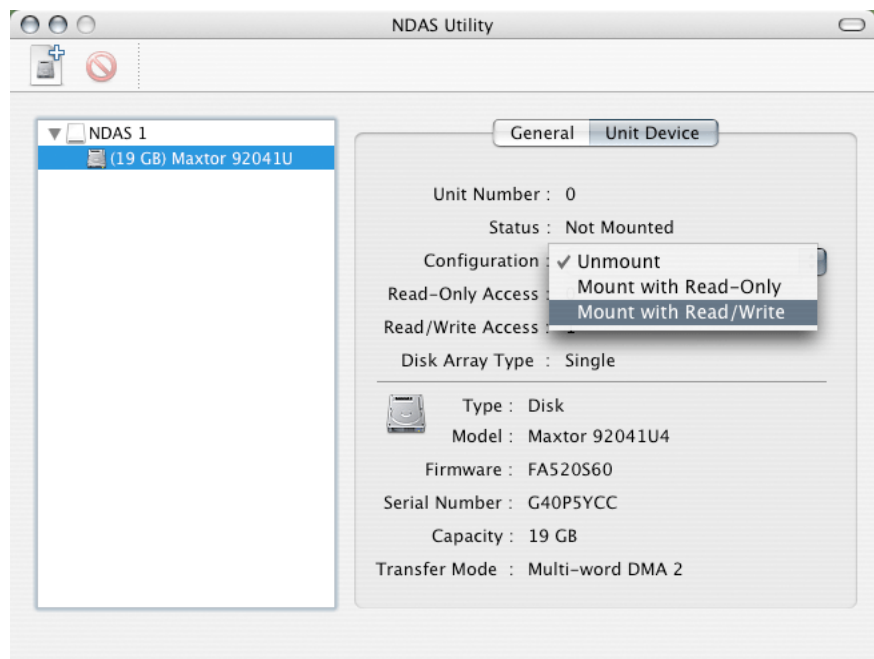 NDAS Utility
NDAS 1
(19 GB) Maxtor 92041U
General Unit Device
Unit Number : 0
Status : Not Mounted
Configuration : ✓ Unmount
Mount with Read-Only
Mount with Read/Write
Read-Only Access :
Read/Write Access :
Disk Array Type : Single
Type : Disk
Model : Maxtor 92041U4
Firmware : FA520S60
Serial Number : G40P5YCC
Capacity : 19 GB
Transfer Mode : Multi-word DMA 2